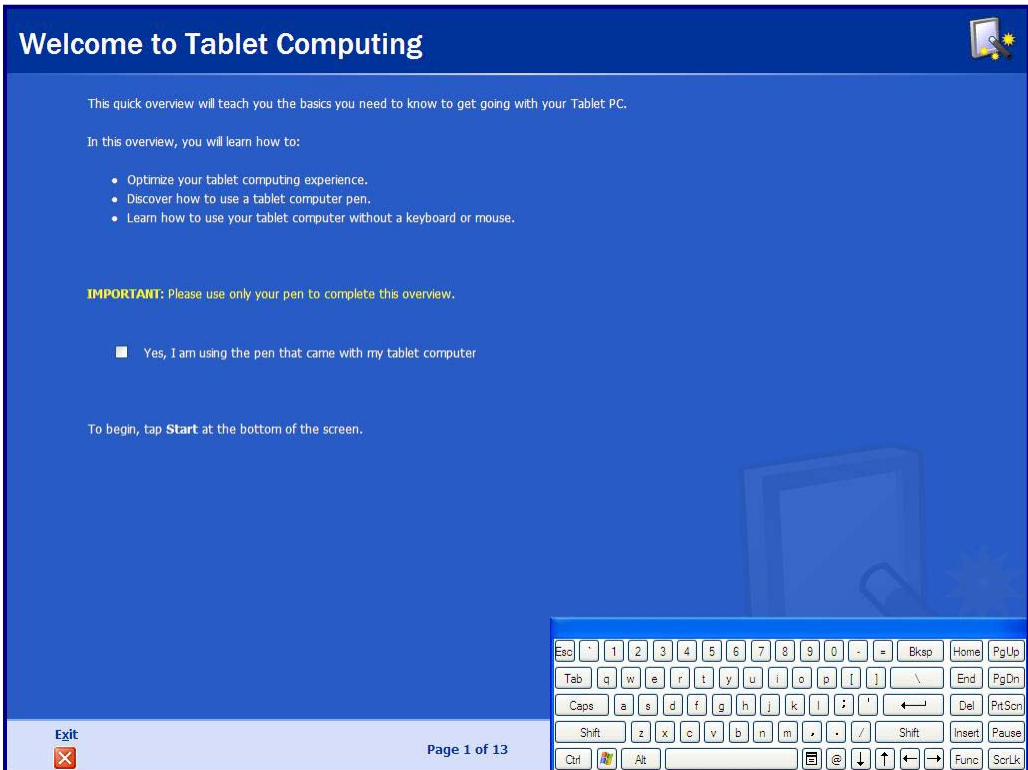 Welcome to Tablet Computing
This quick overview will teach you the basics you need to know to get going with your Tablet PC.
In this overview, you will learn how to:
• Optimize your tablet computing experience.
• Discover how to use a tablet computer pen.
• Learn how to use your tablet computer without a keyboard or mouse.
IMPORTANT: Please use only your pen to complete this overview.
Yes, I am using the pen that came with my tablet computer
To begin, tap Start at the bottom of the screen.
Esc ` 1 2 3 4 5 6 7 8 9 0 - = Bksp Home PgUp
Tab q w e r t y u i o p [ ] \ End PgDn
Caps a s d f g h j k l ; ' Del PrtScn
Shift z x c v b n m , . / Shift Insert Pause
Ctrl Alt @ ↓ ↑ ← → Func ScrLk
Exit
Page 1 of 13